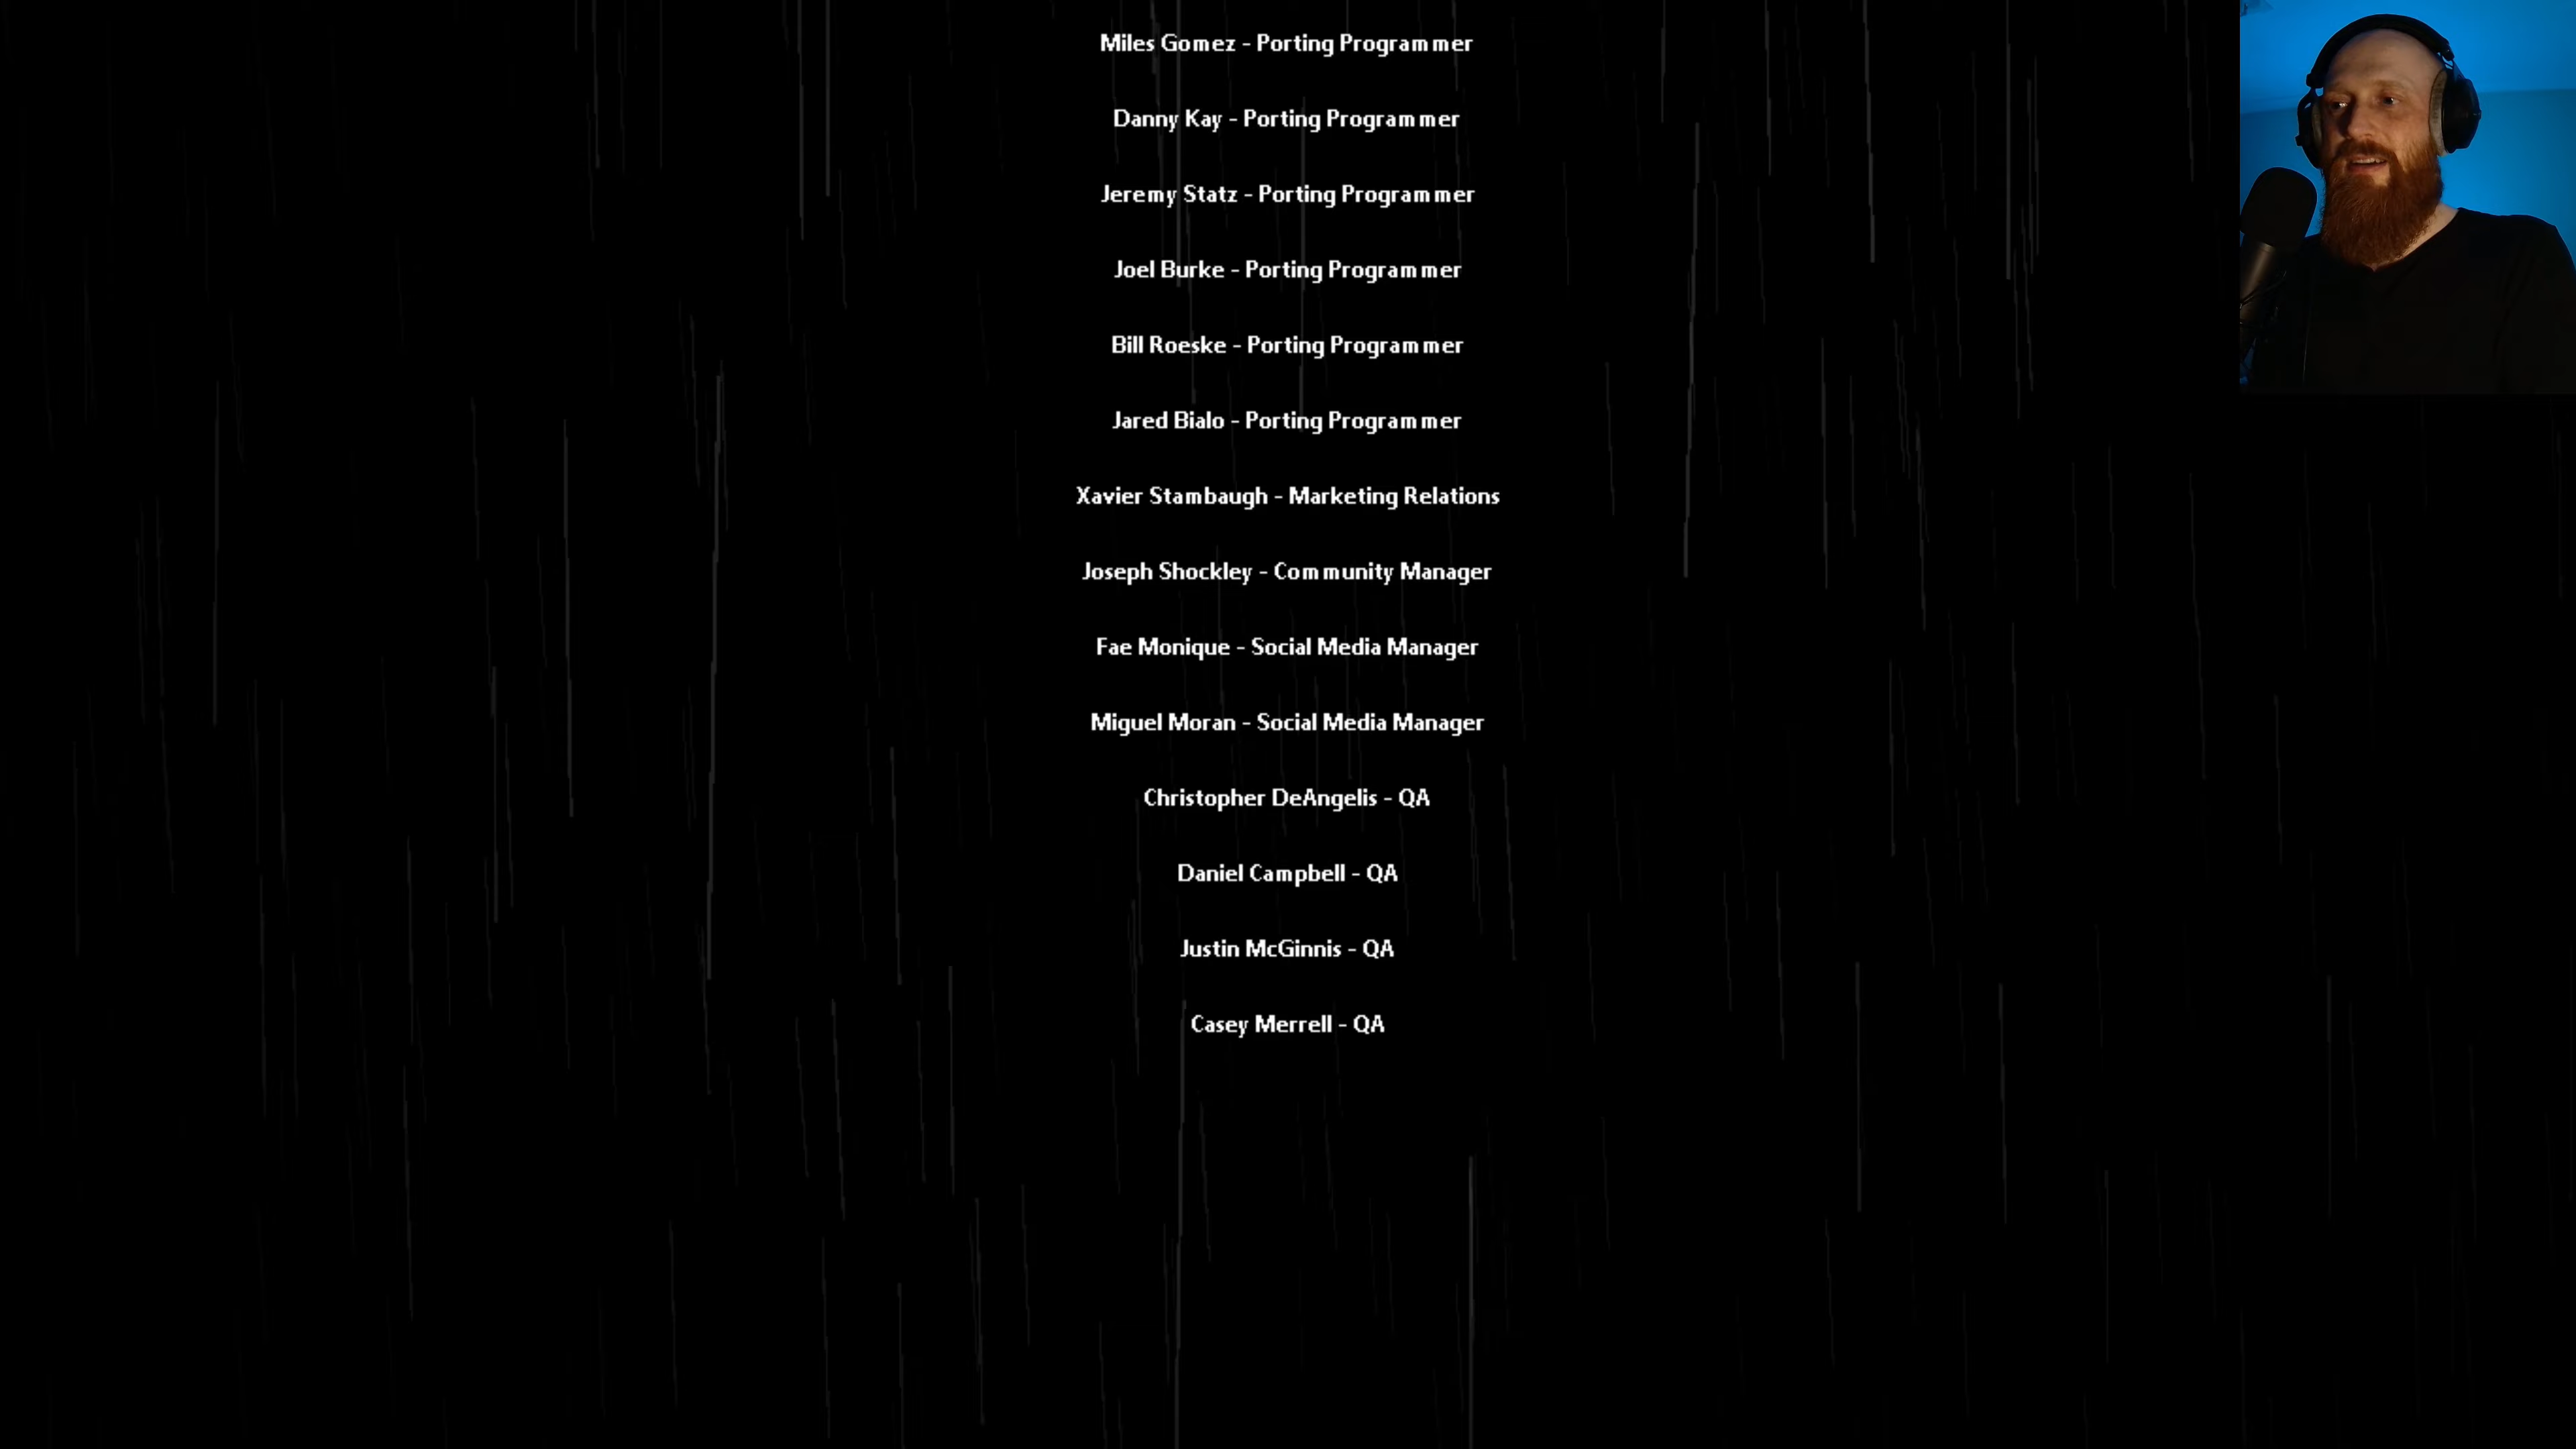 Miles Gomez - Porting Programmer
Danny Kay - Porting Programmer
Jeremy Statz - Porting Programmer
Joel Burke - Porting Programmer
Bill Roeske - Porting Programmer
Jared Bialo - Porting Programmer
Xavier Stambaugh - Marketing Relations
Joseph Shockley - Community Manager
Fae Monique - Social Media Manager
Miguel Moran - Social Media Manager
Christopher DeAngelis - QA
Daniel Campbell - QA
Justin McGinnis - QA
Casey Merrell - QA